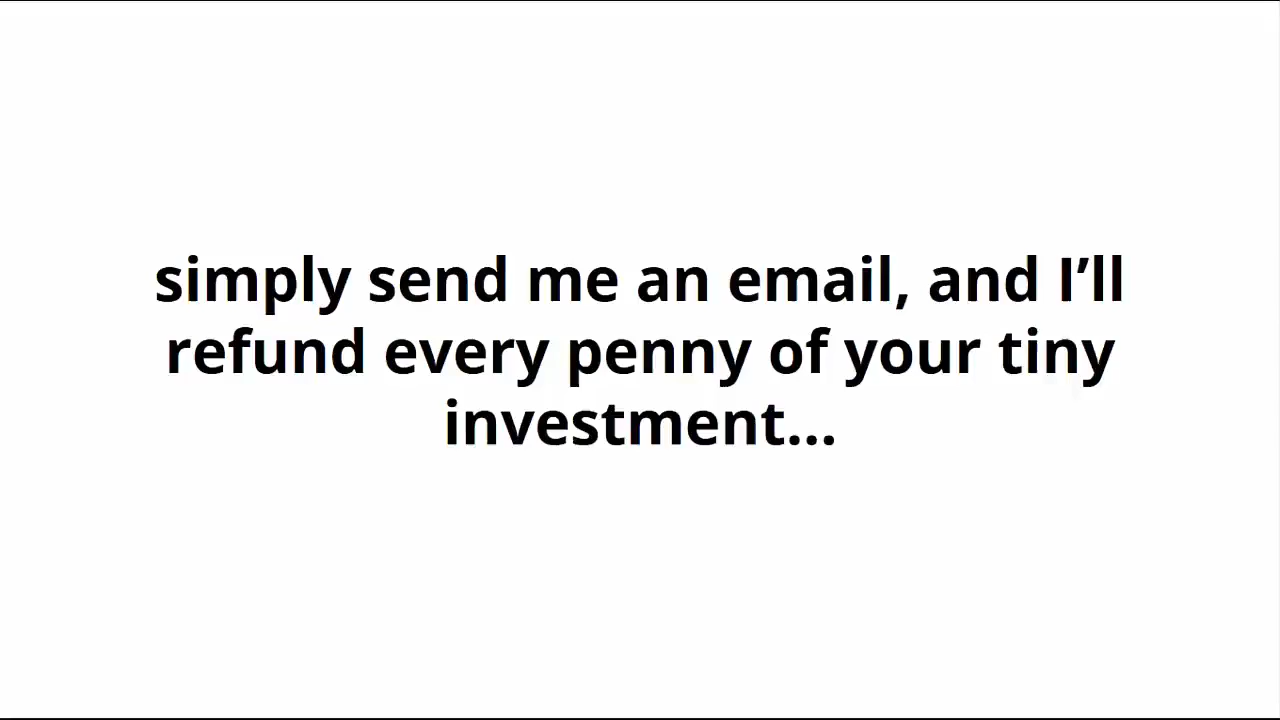 simply send me an email, and I’ll
refund every penny of your tiny
investment...